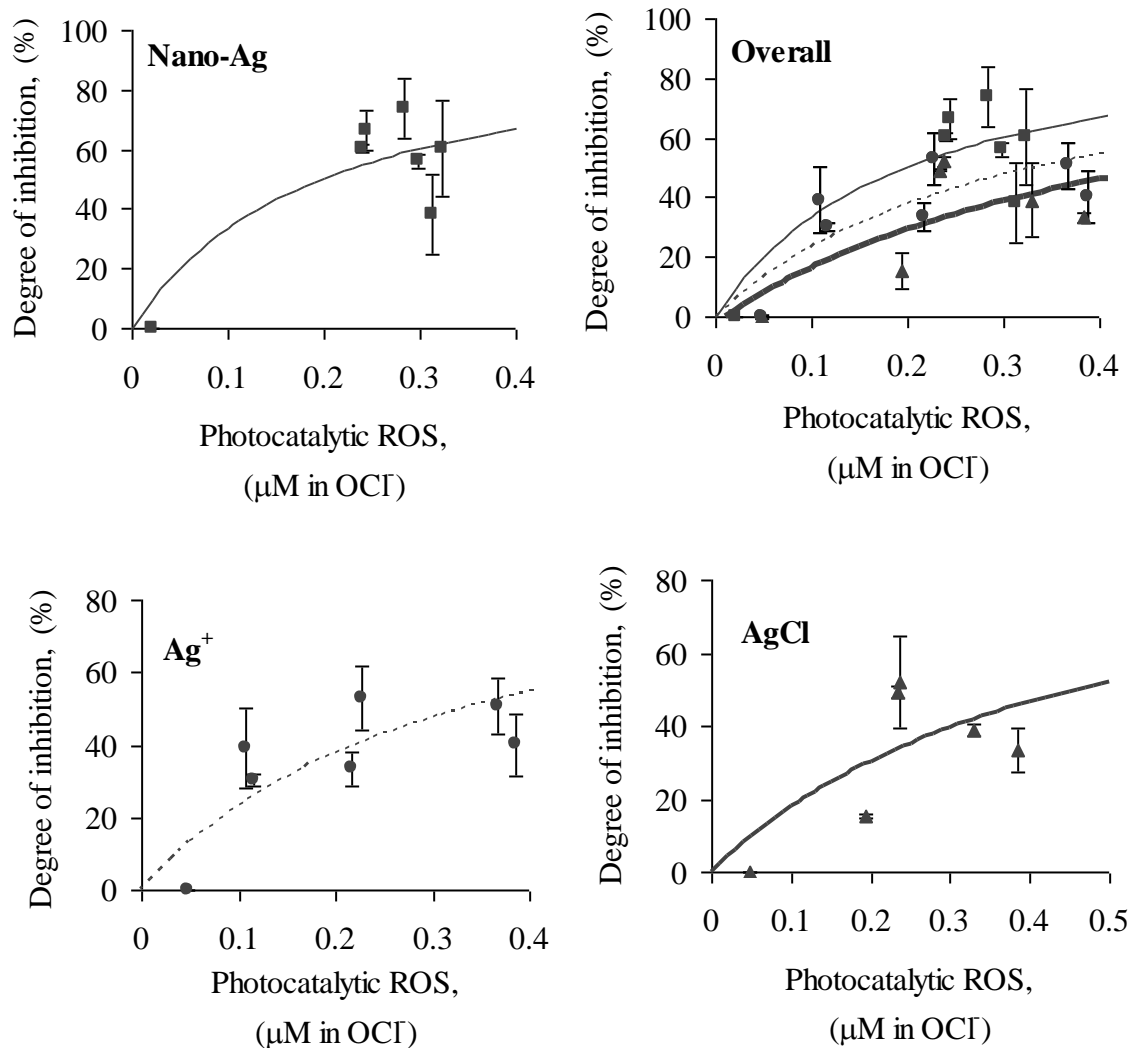 Nano-Ag
Degree of inhibition, (%)
100
80
60
40
20
0
0 0.1 0.2 0.3 0.4
Photocatalytic ROS,
(μM in OCl⁻)
Overall
Degree of inhibition, (%)
100
80
60
40
20
0
0 0.1 0.2 0.3 0.4
Photocatalytic ROS,
(μM in OCl⁻)
Ag⁺
Degree of inhibition, (%)
80
60
40
20
0
0 0.1 0.2 0.3 0.4
Photocatalytic ROS,
(μM in OCl⁻)
AgCl
Degree of inhibition, (%)
80
60
40
20
0
0 0.1 0.2 0.3 0.4 0.5
Photocatalytic ROS,
(μM in OCl⁻)